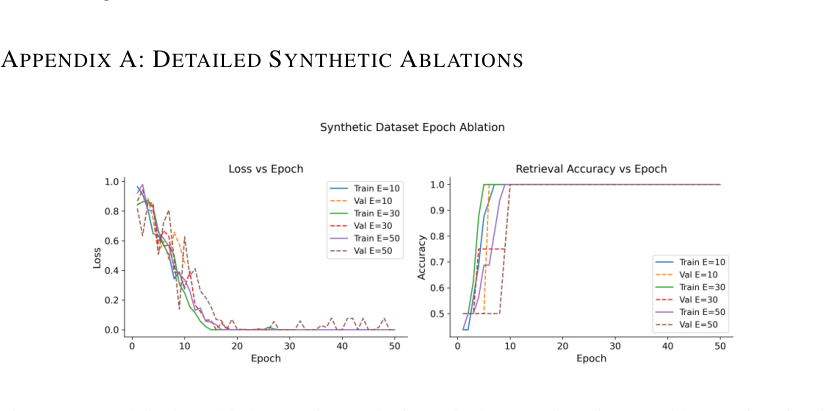 APPENDIX A: DETAILED SYNTHETIC ABLATIONS
Synthetic Dataset Epoch Ablation
Loss vs Epoch
1.0
0.8
0.6
0.4
0.2
0.0
Loss
0 10 20 30 40 50
Epoch
Train E=10
Val E=10
Train E=30
Val E=30
Train E=50
Val E=50
Retrieval Accuracy vs Epoch
1.0
0.9
0.8
0.7
0.6
0.5
Accuracy
0 10 20 30 40 50
Epoch
Train E=10
Val E=10
Train E=30
Val E=30
Train E=50
Val E=50